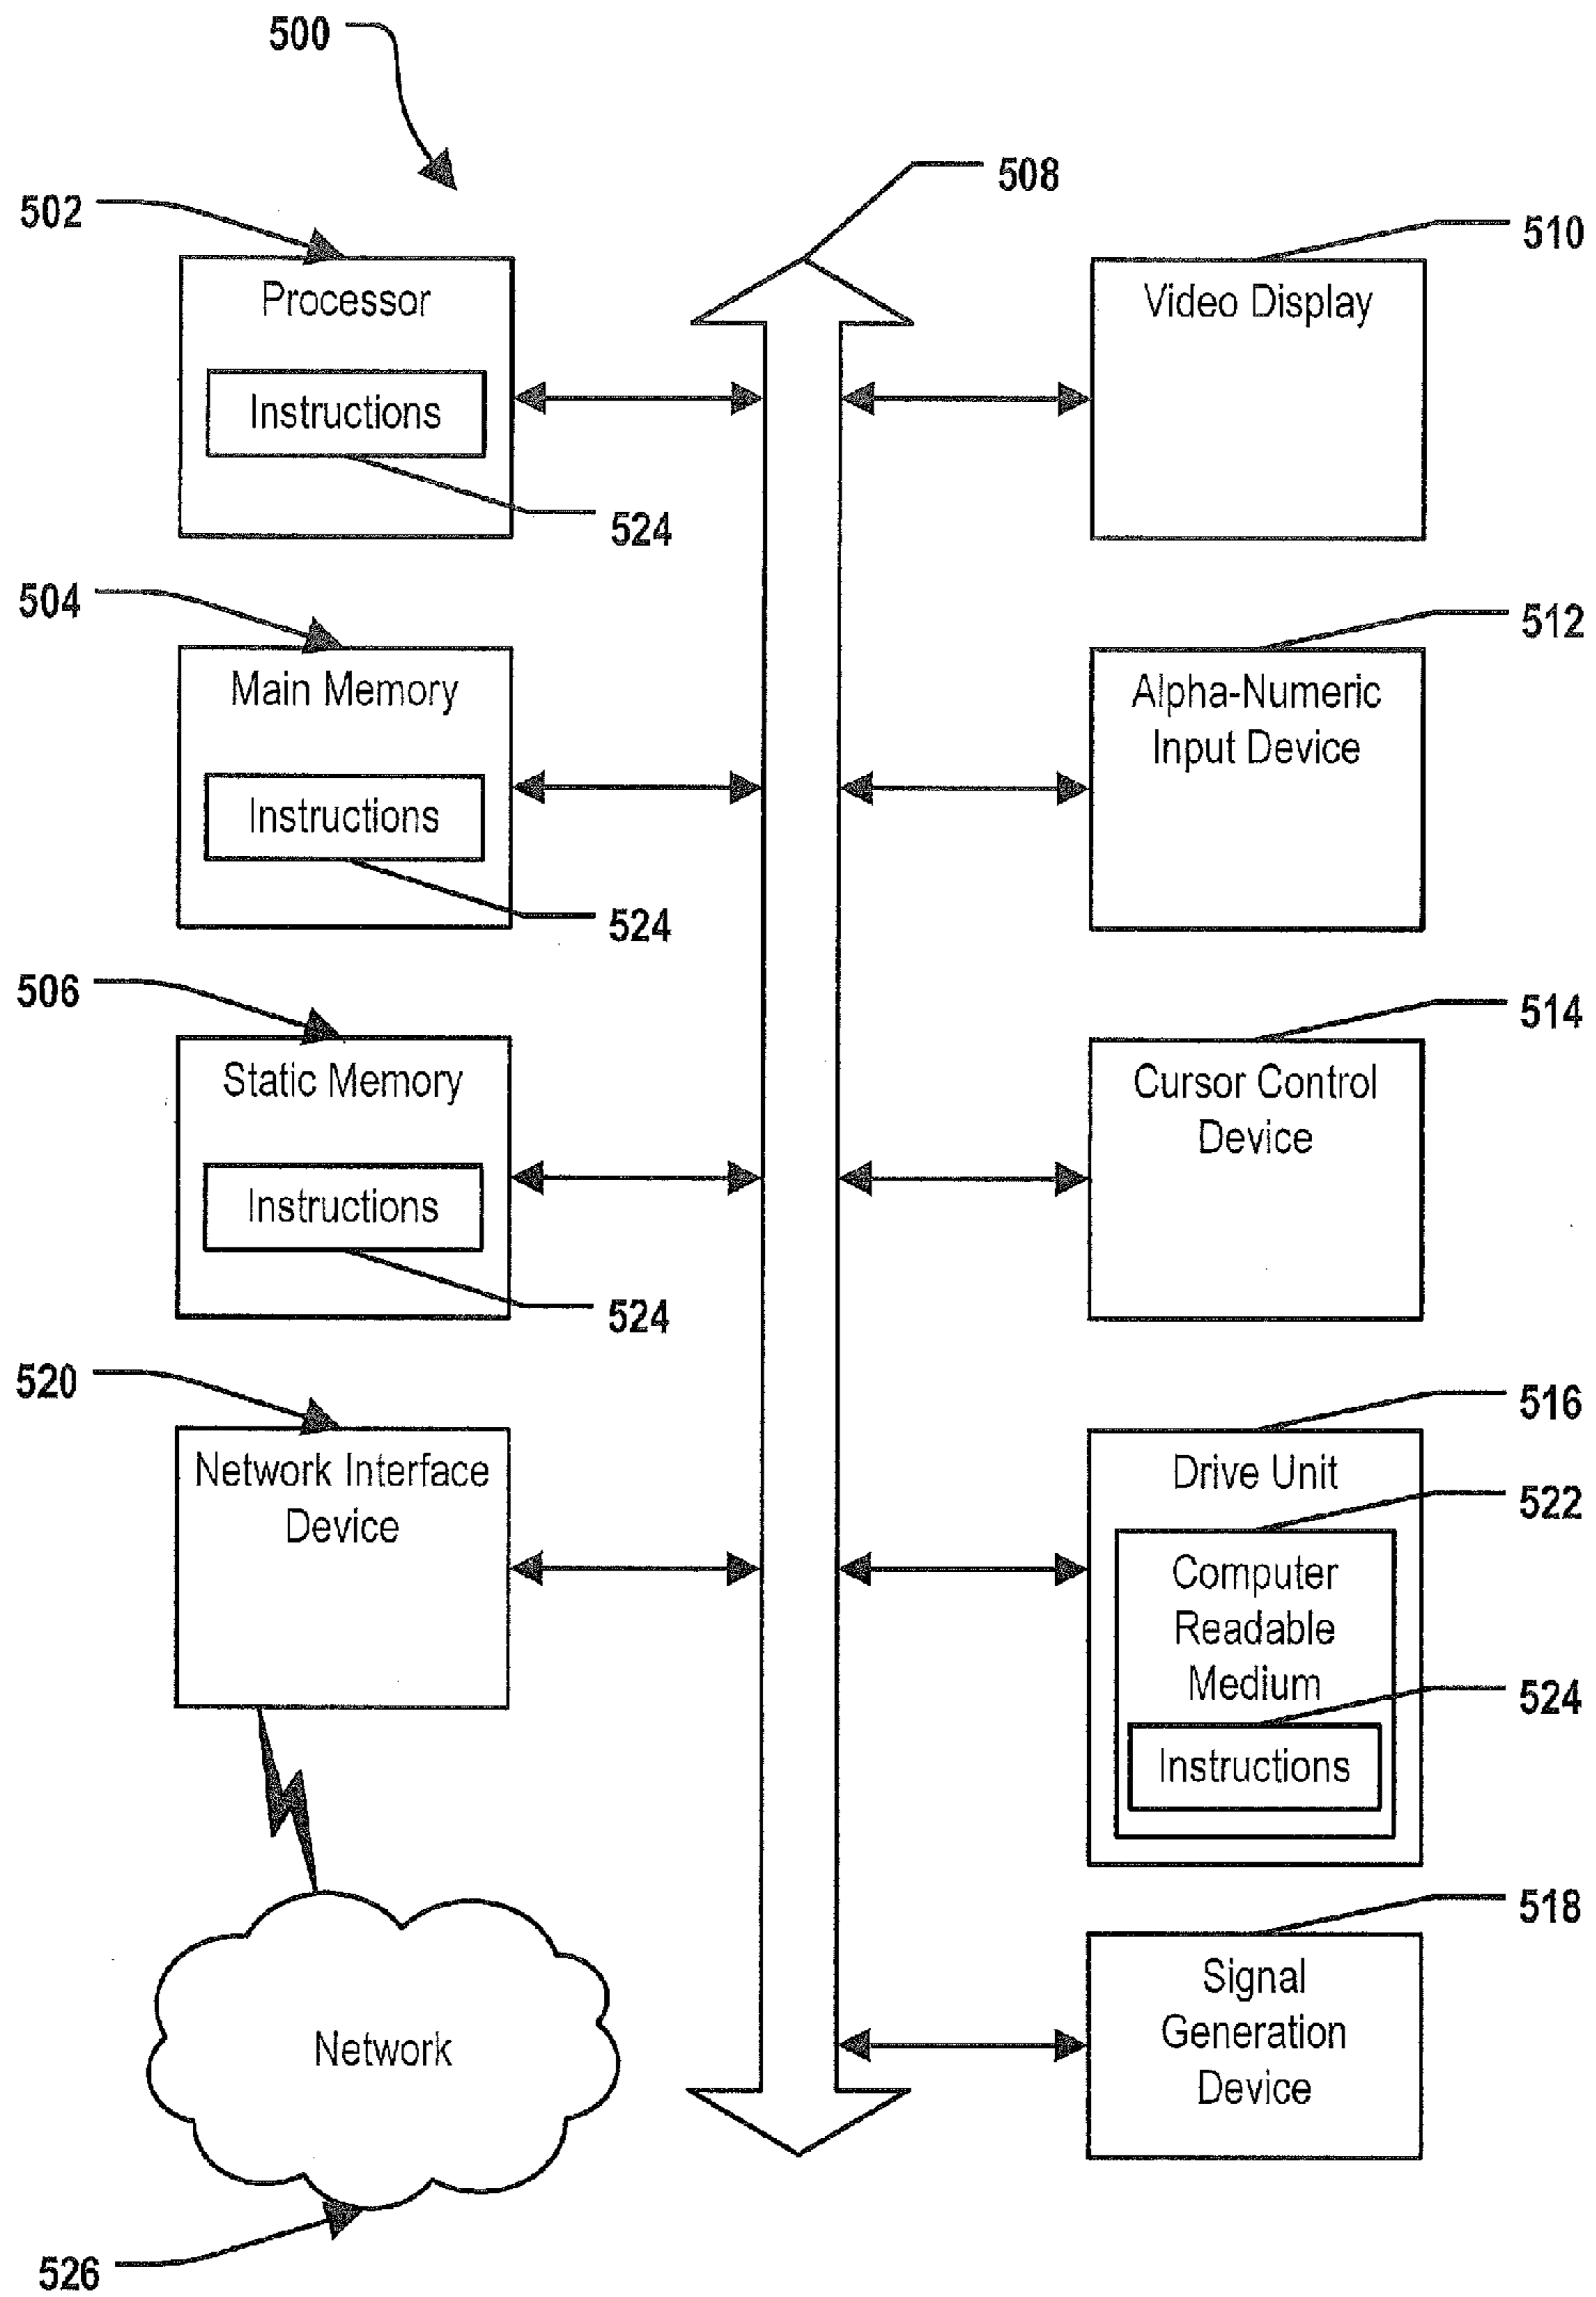 500
508
502
Processor
Instructions
524
510
Video Display
504
Main Memory
Instructions
524
512
Alpha-Numeric
Input Device
506
Static Memory
Instructions
524
514
Cursor Control
Device
520
Network Interface
Device
516
Drive Unit
522
Computer
Readable
Medium
524
Instructions
Network
526
518
Signal
Generation
Device